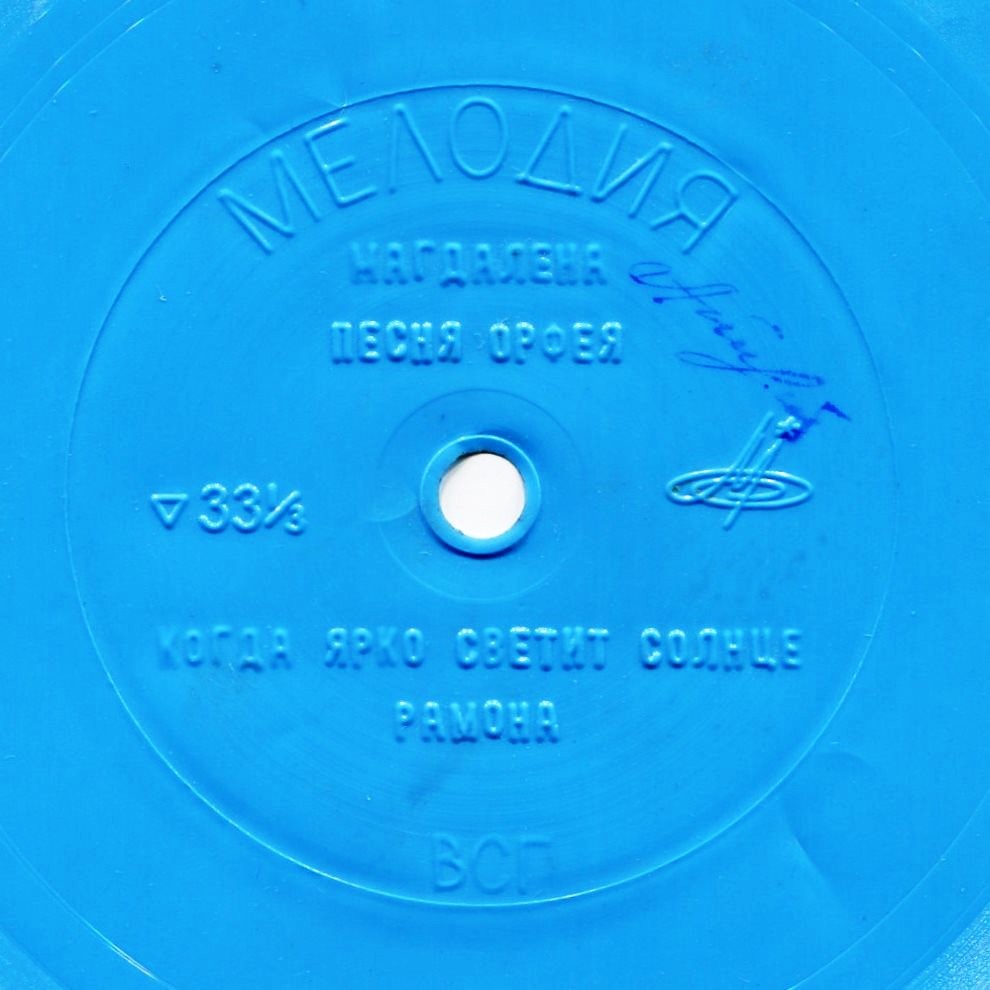 МЕЛОДИЯ
МАГДАЛЕНА
ПЕСНЯ ОРФЕЯ
▽ 33⅓
КОГДА ЯРКО СВЕТИТ СОЛНЦЕ
РАМОНА
ВСГ